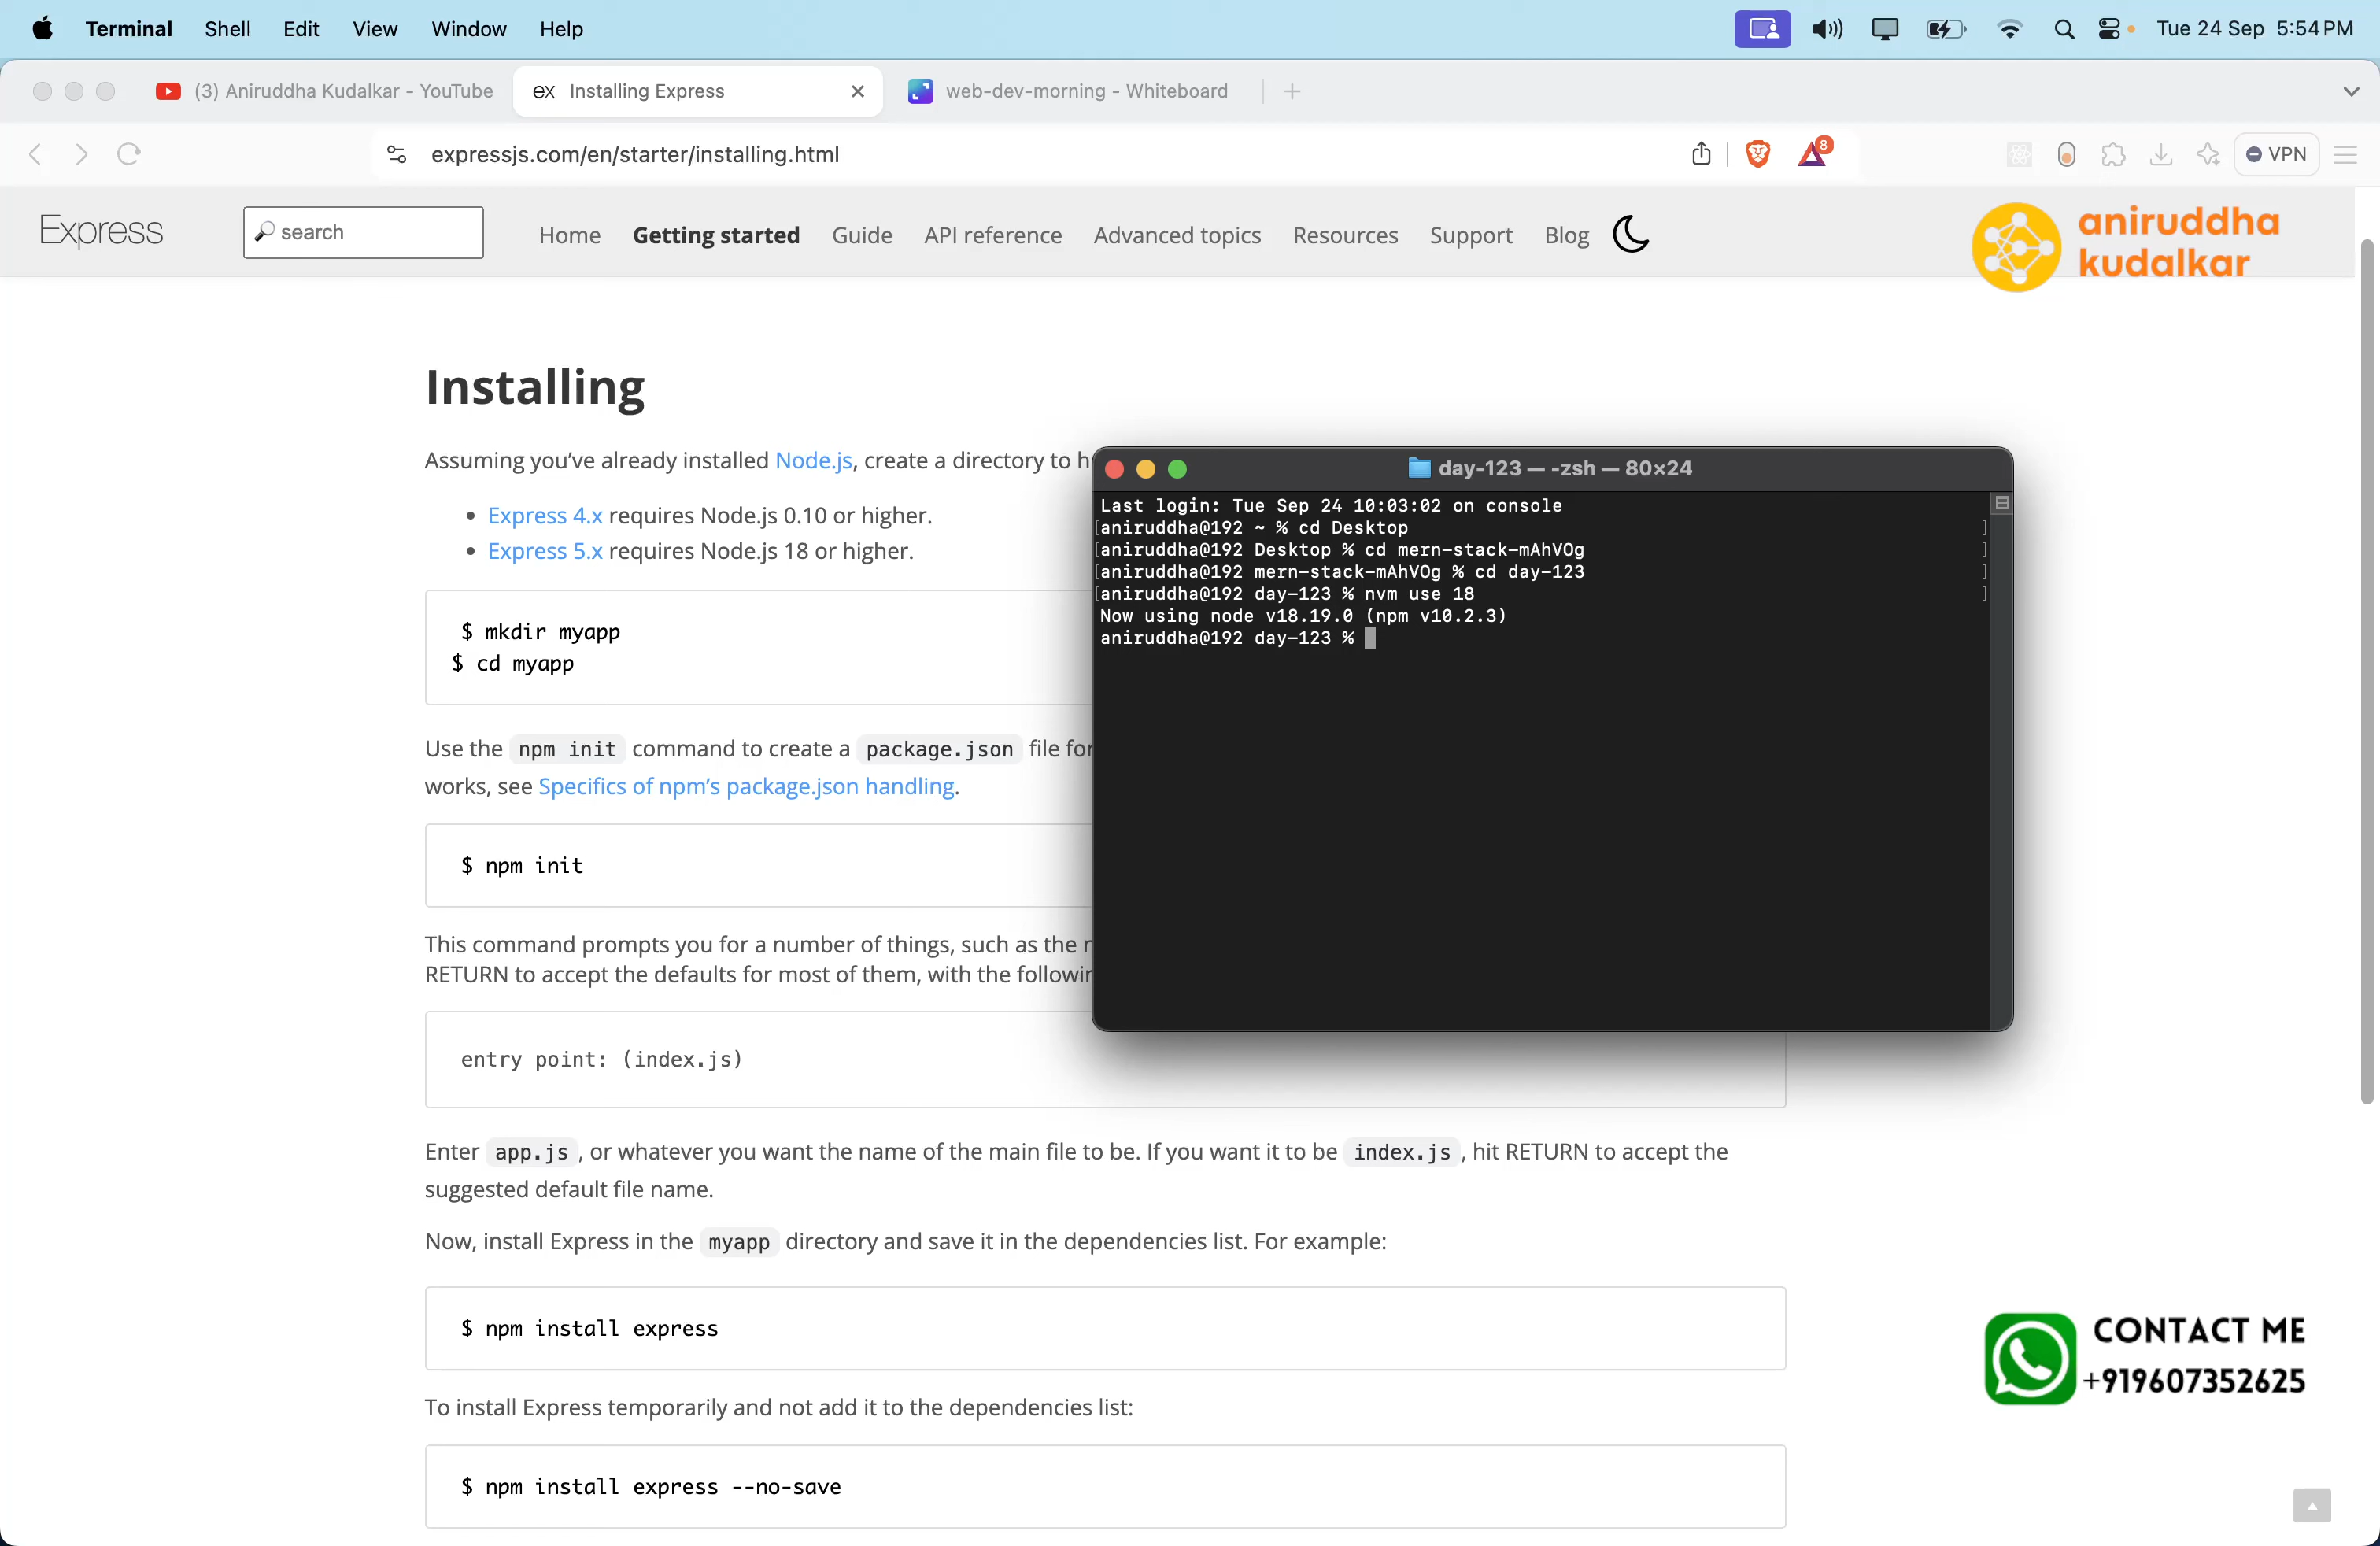 Terminal Shell Edit View Window Help Tue 24 Sep 5:54 PM
(3) Aniruddha Kudalkar - YouTube
ex Installing Express
web-dev-morning - Whiteboard
expressjs.com/en/starter/installing.html
8
VPN
Express
search
Home Getting started Guide API reference Advanced topics Resources Support Blog
aniruddha
kudalkar
Installing
Assuming you've already installed Node.js, create a directory to h
Express 4.x requires Node.js 0.10 or higher.
Express 5.x requires Node.js 18 or higher.
$ mkdir myapp
$ cd myapp
Use the npm init command to create a package.json file for
works, see Specifics of npm's package.json handling.
$ npm init
This command prompts you for a number of things, such as the n
RETURN to accept the defaults for most of them, with the followin
entry point: (index.js)
Enter app.js , or whatever you want the name of the main file to be. If you want it to be index.js , hit RETURN to accept the
suggested default file name.
Now, install Express in the myapp directory and save it in the dependencies list. For example:
$ npm install express
To install Express temporarily and not add it to the dependencies list:
$ npm install express --no-save
day-123 — -zsh — 80×24
Last login: Tue Sep 24 10:03:02 on console
[aniruddha@192 ~ % cd Desktop ]
[aniruddha@192 Desktop % cd mern-stack-mAhVOg ]
[aniruddha@192 mern-stack-mAhVOg % cd day-123 ]
[aniruddha@192 day-123 % nvm use 18 ]
Now using node v18.19.0 (npm v10.2.3)
aniruddha@192 day-123 %
CONTACT ME
+919607352625